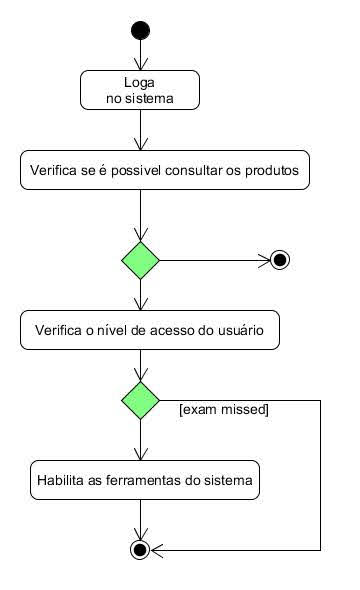 Loga
no sistema
Verifica se é possivel consultar os produtos
Verifica o nível de acesso do usuário
[exam missed]
Habilita as ferramentas do sistema